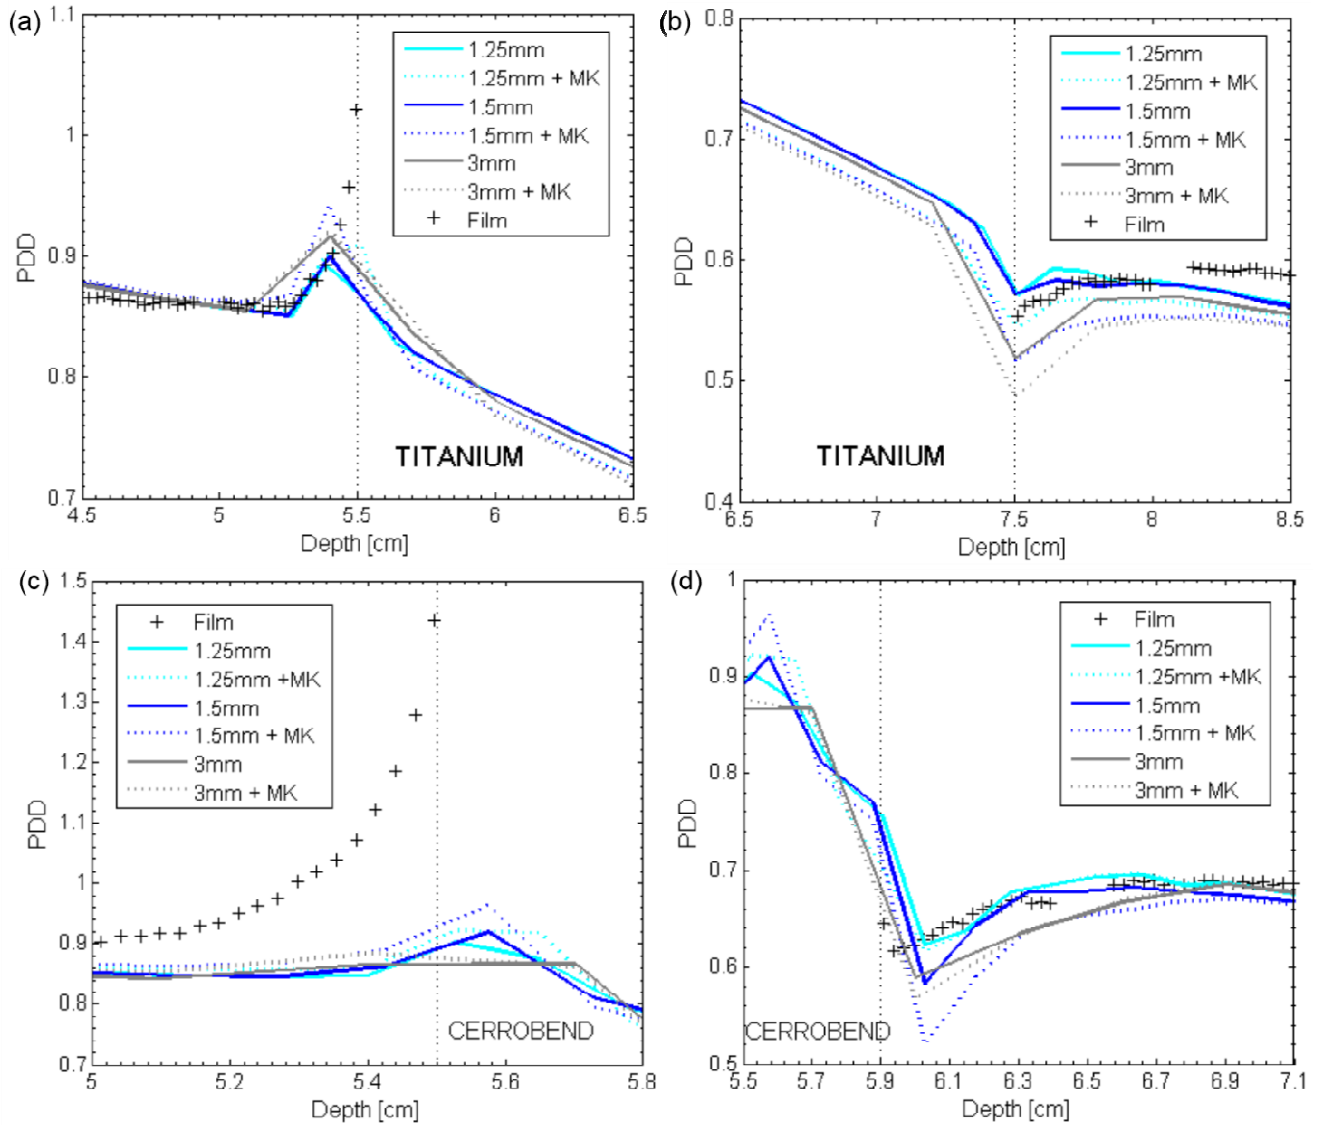 (a)
1.1
1
0.9
0.8
0.7
PDD
1.25mm
1.25mm + MK
1.5mm
1.5mm + MK
3mm
3mm + MK
Film
TITANIUM
4.5 5 5.5 6 6.5
Depth [cm]
(b)
0.8
0.7
0.6
0.5
0.4
PDD
1.25mm
1.25mm + MK
1.5mm
1.5mm + MK
3mm
3mm + MK
Film
TITANIUM
6.5 7 7.5 8 8.5
Depth [cm]
(c)
1.5
1.4
1.3
1.2
1.1
1
0.9
0.8
0.7
PDD
Film
1.25mm
1.25mm +MK
1.5mm
1.5mm + MK
3mm
3mm + MK
CERROBEND
5 5.2 5.4 5.6 5.8
Depth [cm]
(d)
1
0.9
0.8
0.7
0.6
0.5
PDD
Film
1.25mm
1.25mm +MK
1.5mm
1.5mm + MK
3mm
3mm + MK
CERROBEND
5.5 5.7 5.9 6.1 6.3 6.5 6.7 6.9 7.1
Depth [cm]